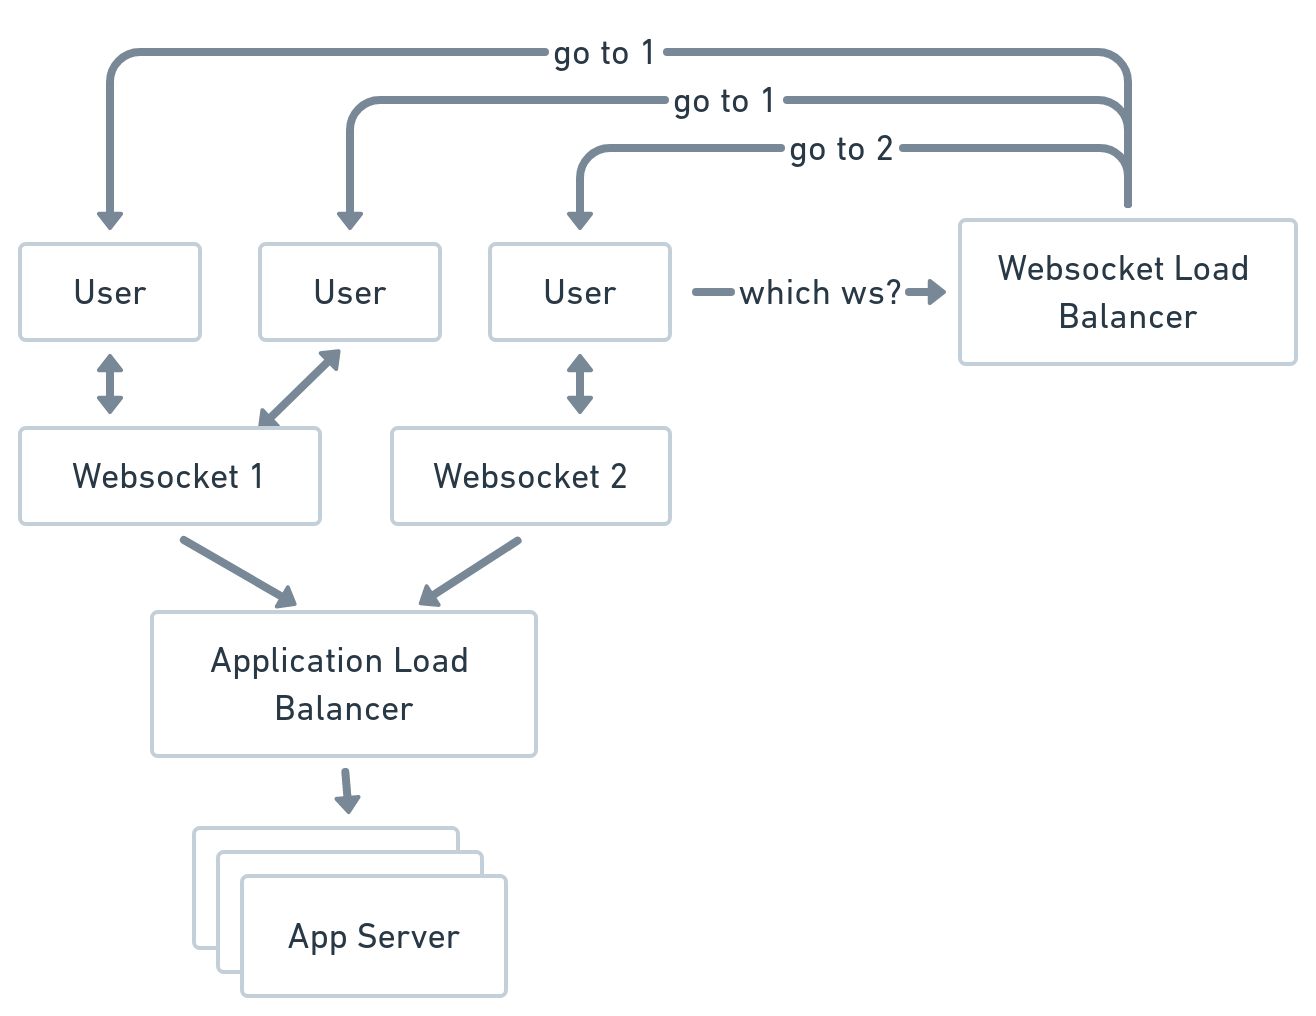 go to 1
go to 1
go to 2
User
User
User
which ws?
Websocket Load
Balancer
Websocket 1
Websocket 2
Application Load
Balancer
App Server